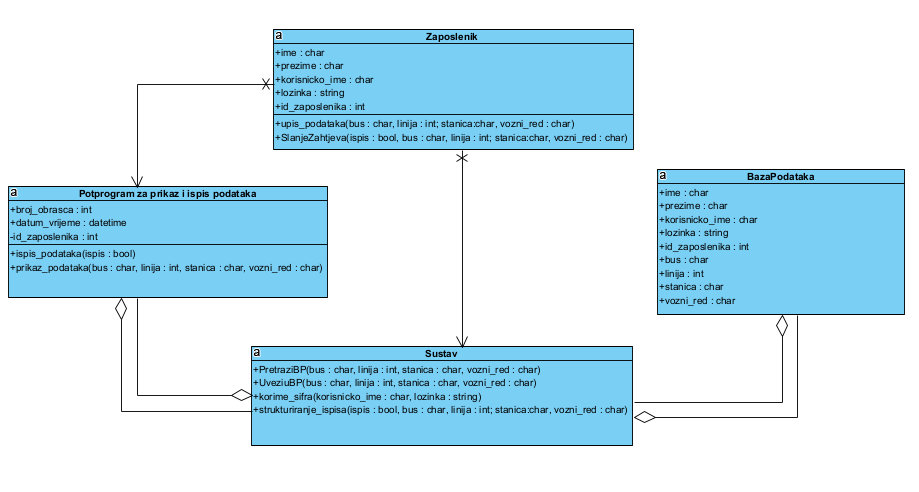 a
Zaposlenik
+ime : char
+prezime : char
+korisnicko_ime : char
+lozinka : string
+id_zaposlenika : int
+upis_podataka(bus : char, linija : int; stanica:char, vozni_red : char)
+SlanjeZahtjeva(ispis : bool, bus : char, linija : int; stanica:char, vozni_red : char)
a
Potprogram za prikaz i ispis podataka
+broj_obrasca : int
+datum_vrijeme : datetime
-id_zaposlenika : int
+ispis_podataka(ispis : bool)
+prikaz_podataka(bus : char, linija : int, stanica : char, vozni_red : char)
a
BazaPodataka
+ime : char
+prezime : char
+korisnicko_ime : char
+lozinka : string
+id_zaposlenika : int
+bus : char
+linija : int
+stanica : char
+vozni_red : char
a
Sustav
+PretraziBP(bus : char, linija : int, stanica : char, vozni_red : char)
+UveziuBP(bus : char, linija : int, stanica : char, vozni_red : char)
+korime_sifra(korisnicko_ime : char, lozinka : string)
+strukturiranje_ispisa(ispis : bool, bus : char, linija : int; stanica:char, vozni_red : char)